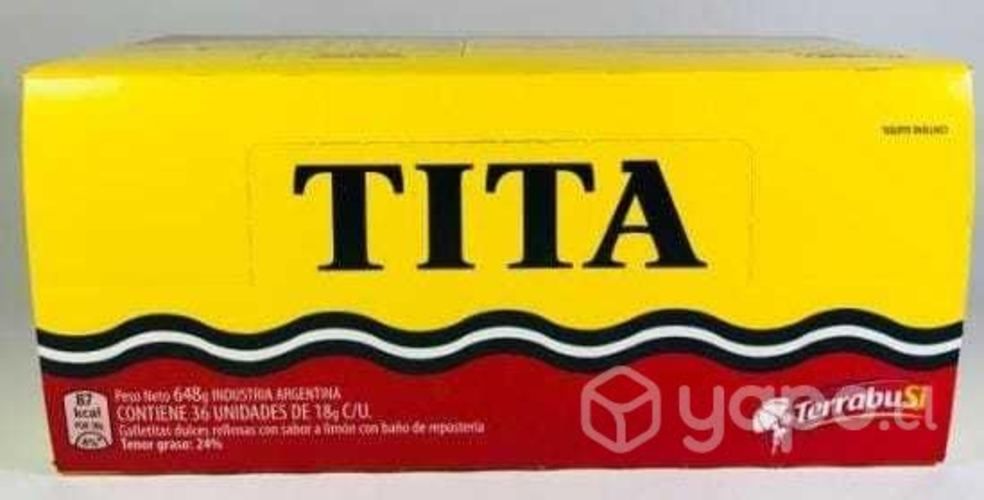 TITA
87
kcal
4%
Peso Neto 648g INDUSTRIA ARGENTINA
CONTIENE 36 UNIDADES DE 18g C/U.
Galletitas dulces rellenas con sabor a limón con baño de repostería
Tenor graso: 24%
TerrabuSi
yapo.cl